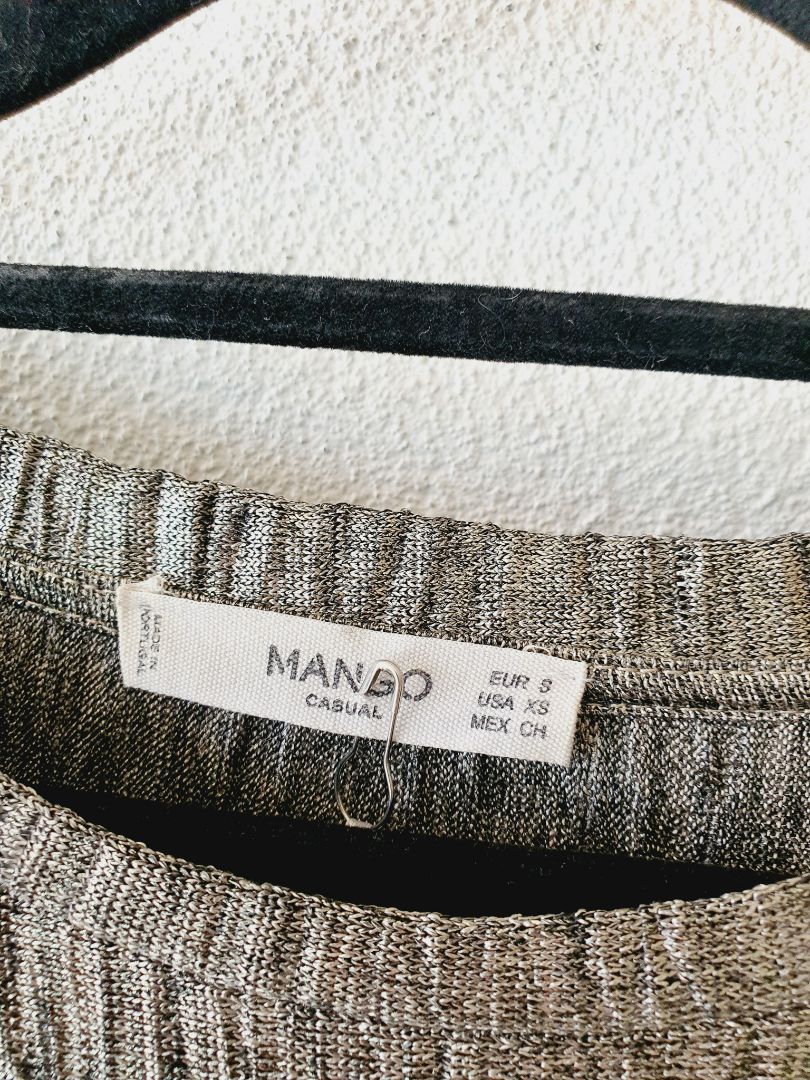 MADE IN
PORTUGAL
MANGO
CASUAL
EUR S
USA XS
MEX CH